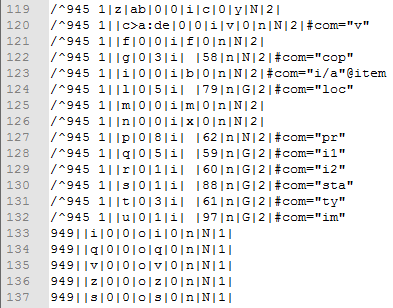 119 /^945 1|z|ab|0|0|i|c|0|y|N|2|
120 /^945 1||c>a:de|0|0|i|v|0|n|N|2|#com="v"
121 /^945 1||f|0|0|i|f|0|n|N|2|
122 /^945 1||g|0|3|i| |58|n|N|2|#com="cop"
123 /^945 1||i|0|0|i|b|0|n|N|2|#com="i/a"@item
124 /^945 1||l|0|5|i| |79|n|G|2|#com="loc"
125 /^945 1||m|0|0|i|m|0|n|N|2|
126 /^945 1||n|0|0|i|x|0|n|N|2|
127 /^945 1||p|0|8|i| |62|n|N|2|#com="pr"
128 /^945 1||q|0|5|i| |59|n|G|2|#com="i1"
129 /^945 1||r|0|1|i| |60|n|G|2|#com="i2"
130 /^945 1||s|0|1|i| |88|n|G|2|#com="sta"
131 /^945 1||t|0|3|i| |61|n|G|2|#com="ty"
132 /^945 1||u|0|1|i| |97|n|G|2|#com="im"
133 949||i|0|0|o|i|0|n|N|1|
134 949||q|0|0|o|q|0|n|N|1|
135 949||v|0|0|o|v|0|n|N|1|
136 949||z|0|0|o|z|0|n|N|1|
137 949||s|0|0|o|s|0|n|N|1|